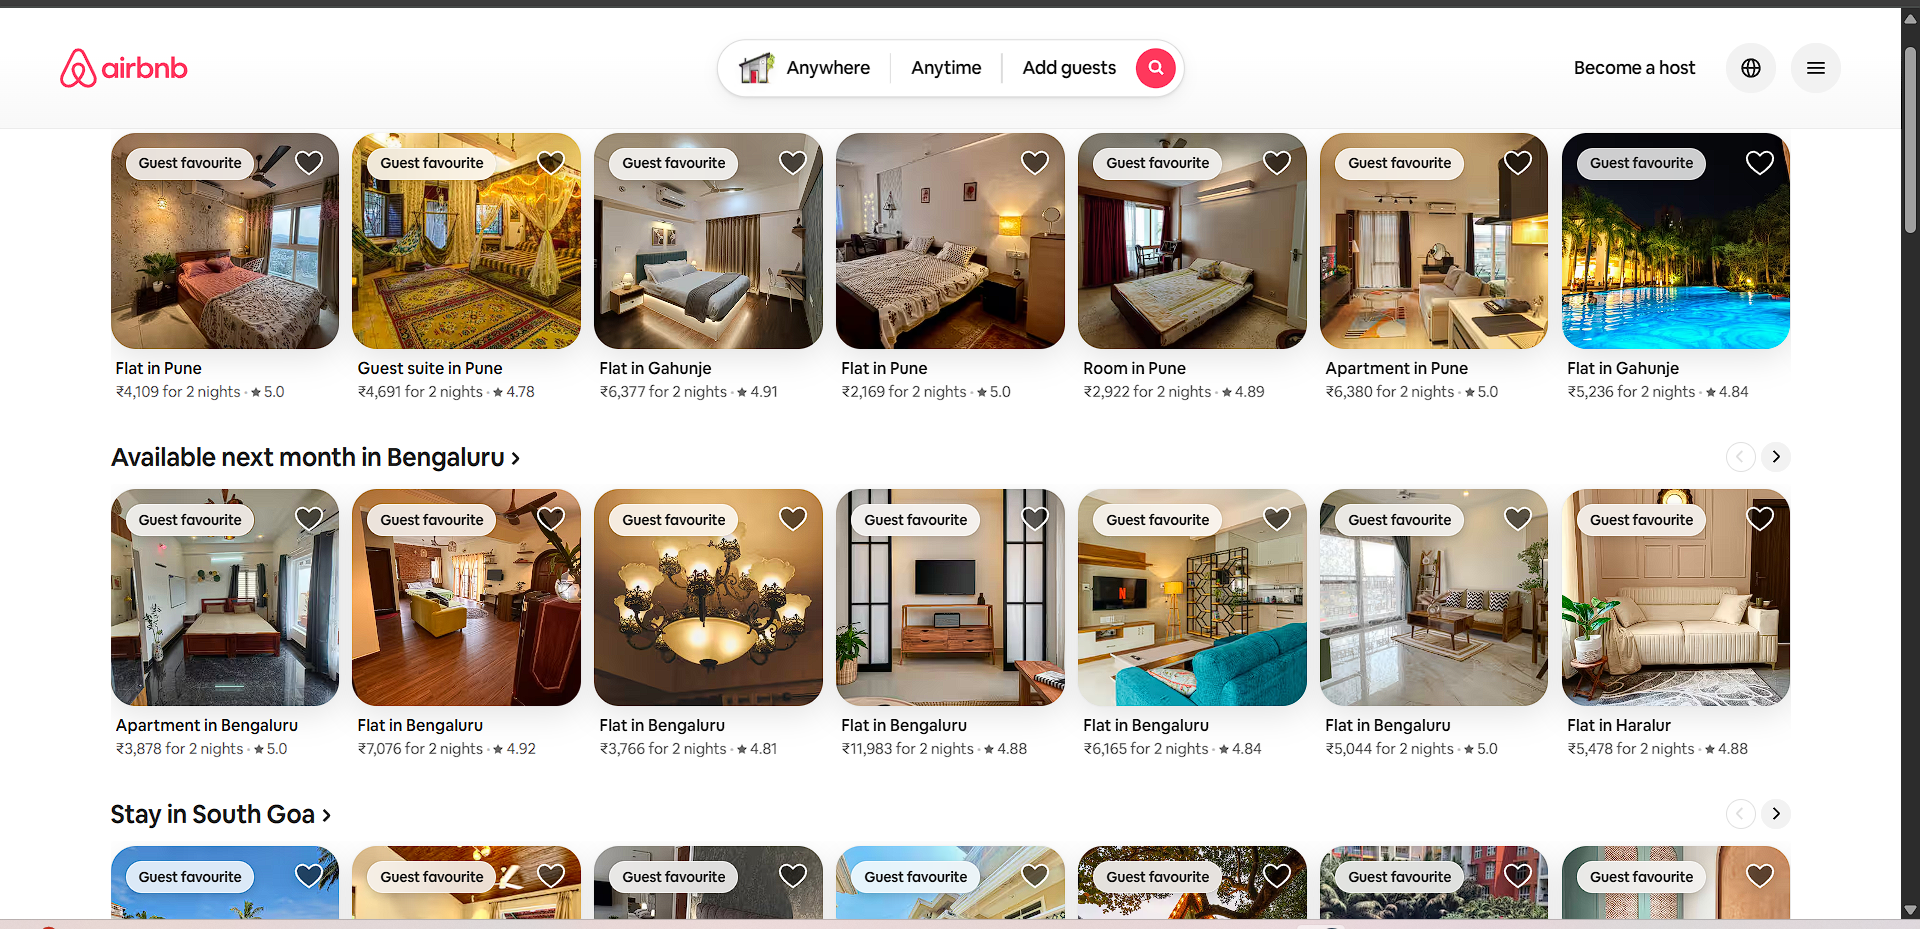 airbnb
Anywhere
Anytime
Add guests
Become a host
Guest favourite
Guest favourite
Guest favourite
Guest favourite
Guest favourite
Guest favourite
Flat in Pune
₹4,109 for 2 nights · ★ 5.0
Guest suite in Pune
₹4,691 for 2 nights · ★ 4.78
Flat in Gahunje
₹6,377 for 2 nights · ★ 4.91
Flat in Pune
₹2,169 for 2 nights · ★ 5.0
Room in Pune
₹2,922 for 2 nights · ★ 4.89
Apartment in Pune
₹6,380 for 2 nights · ★ 5.0
Flat in Gahunje
₹5,236 for 2 nights · ★ 4.84
Available next month in Bengaluru
Guest favourite
Guest favourite
Guest favourite
Guest favourite
Guest favourite
Guest favourite
Guest favourite
N
Apartment in Bengaluru
₹3,878 for 2 nights · ★ 5.0
Flat in Bengaluru
₹7,076 for 2 nights · ★ 4.92
Flat in Bengaluru
₹3,766 for 2 nights · ★ 4.81
Flat in Bengaluru
₹11,983 for 2 nights · ★ 4.88
Flat in Bengaluru
₹6,165 for 2 nights · ★ 4.84
Flat in Bengaluru
₹5,044 for 2 nights · ★ 5.0
Flat in Haralur
₹5,478 for 2 nights · ★ 4.88
Stay in South Goa
Guest favourite
Guest favourite
Guest favourite
Guest favourite
Guest favourite
Guest favourite
Guest favourite